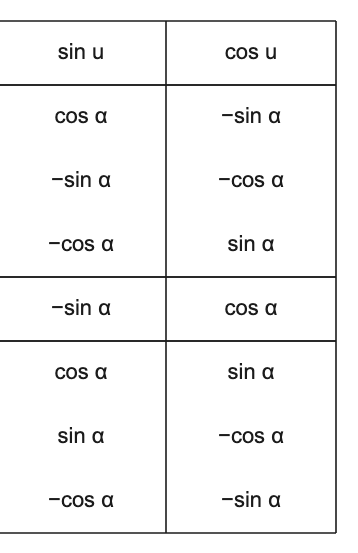 sin u cos u
cos α −sin α
−sin α −cos α
−cos α sin α
−sin α cos α
cos α sin α
sin α −cos α
−cos α −sin α